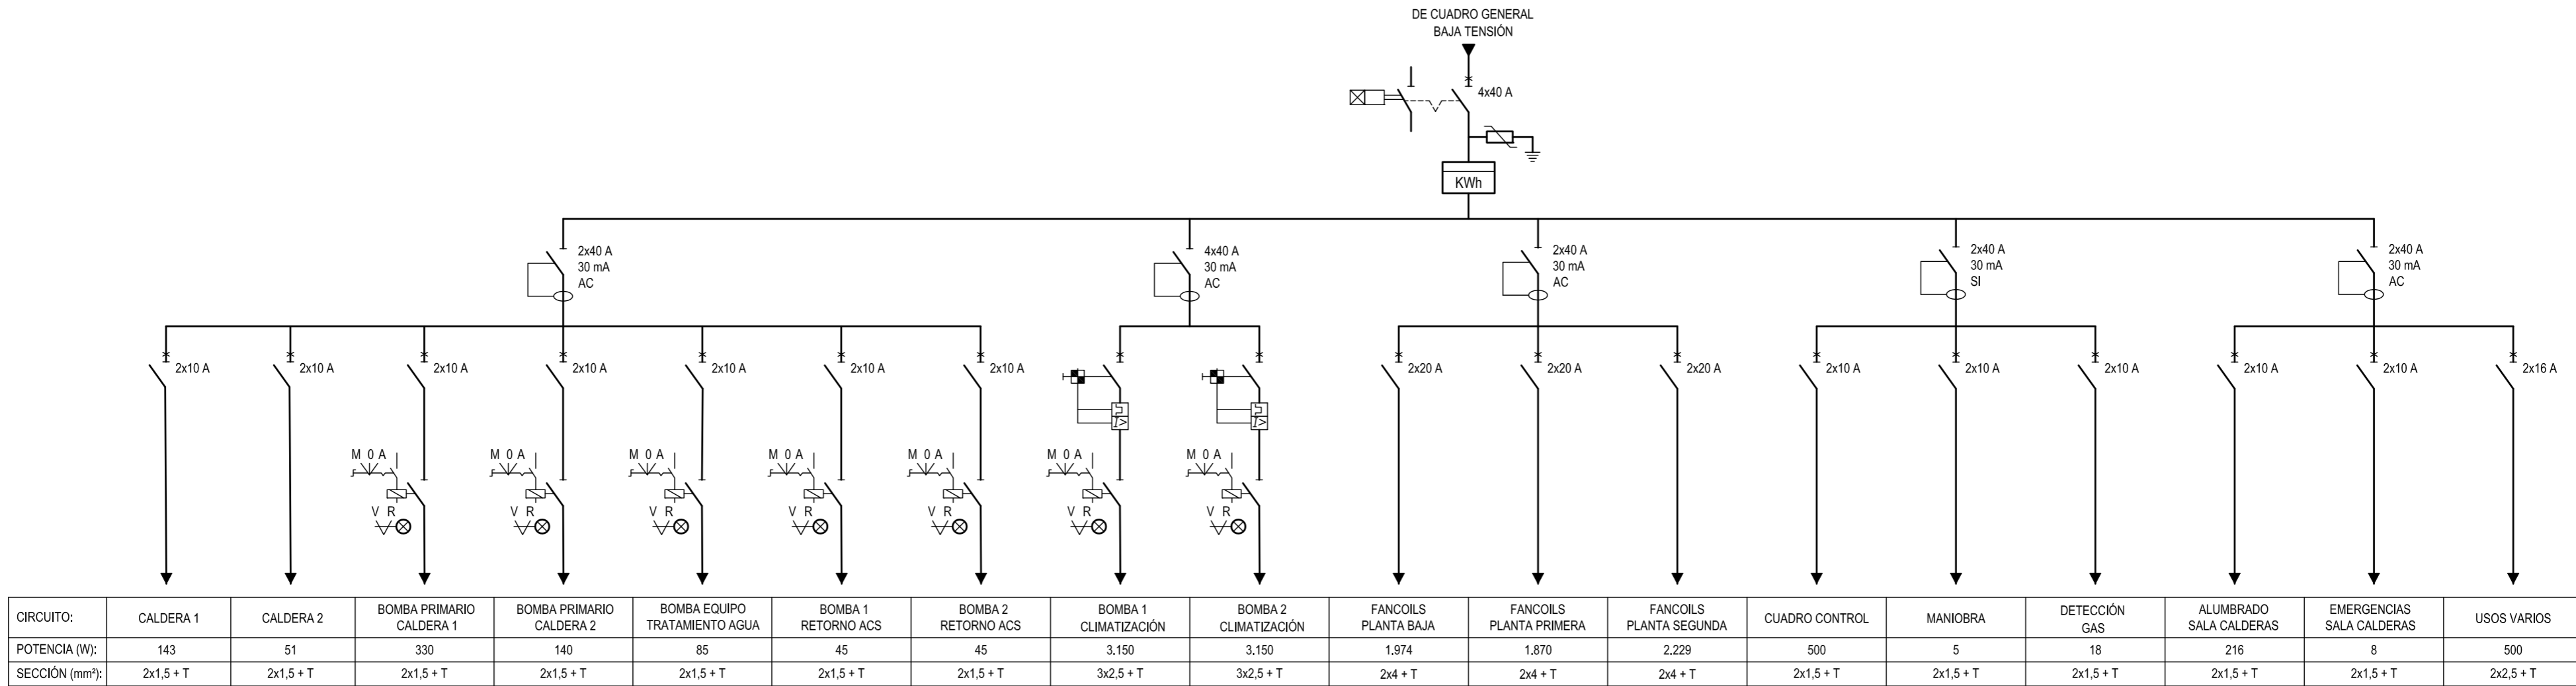 DE CUADRO GENERAL
BAJA TENSIÓN
4x40 A
KWh
2x40 A
30 mA
AC
4x40 A
30 mA
AC
2x40 A
30 mA
AC
2x40 A
30 mA
SI
2x40 A
30 mA
AC
2x10 A
2x10 A
2x10 A
2x10 A
2x10 A
2x10 A
2x10 A
2x20 A
2x20 A
2x20 A
2x10 A
2x10 A
2x10 A
2x10 A
2x10 A
2x16 A
I>
I>
M 0 A
M 0 A
M 0 A
M 0 A
M 0 A
M 0 A
M 0 A
V R
V R
V R
V R
V R
V R
V R
CIRCUITO:
CALDERA 1
CALDERA 2
BOMBA PRIMARIO
CALDERA 1
BOMBA PRIMARIO
CALDERA 2
BOMBA EQUIPO
TRATAMIENTO AGUA
BOMBA 1
RETORNO ACS
BOMBA 2
RETORNO ACS
BOMBA 1
CLIMATIZACIÓN
BOMBA 2
CLIMATIZACIÓN
FANCOILS
PLANTA BAJA
FANCOILS
PLANTA PRIMERA
FANCOILS
PLANTA SEGUNDA
CUADRO CONTROL
MANIOBRA
DETECCIÓN
GAS
ALUMBRADO
SALA CALDERAS
EMERGENCIAS
SALA CALDERAS
USOS VARIOS
POTENCIA (W): 143 51 330 140 85 45 45 3.150 3.150 1.974 1.870 2.229 500 5 18 216 8 500
SECCIÓN (mm²): 2x1,5 + T 2x1,5 + T 2x1,5 + T 2x1,5 + T 2x1,5 + T 2x1,5 + T 2x1,5 + T 3x2,5 + T 3x2,5 + T 2x4 + T 2x4 + T 2x4 + T 2x1,5 + T 2x1,5 + T 2x1,5 + T 2x1,5 + T 2x1,5 + T 2x2,5 + T